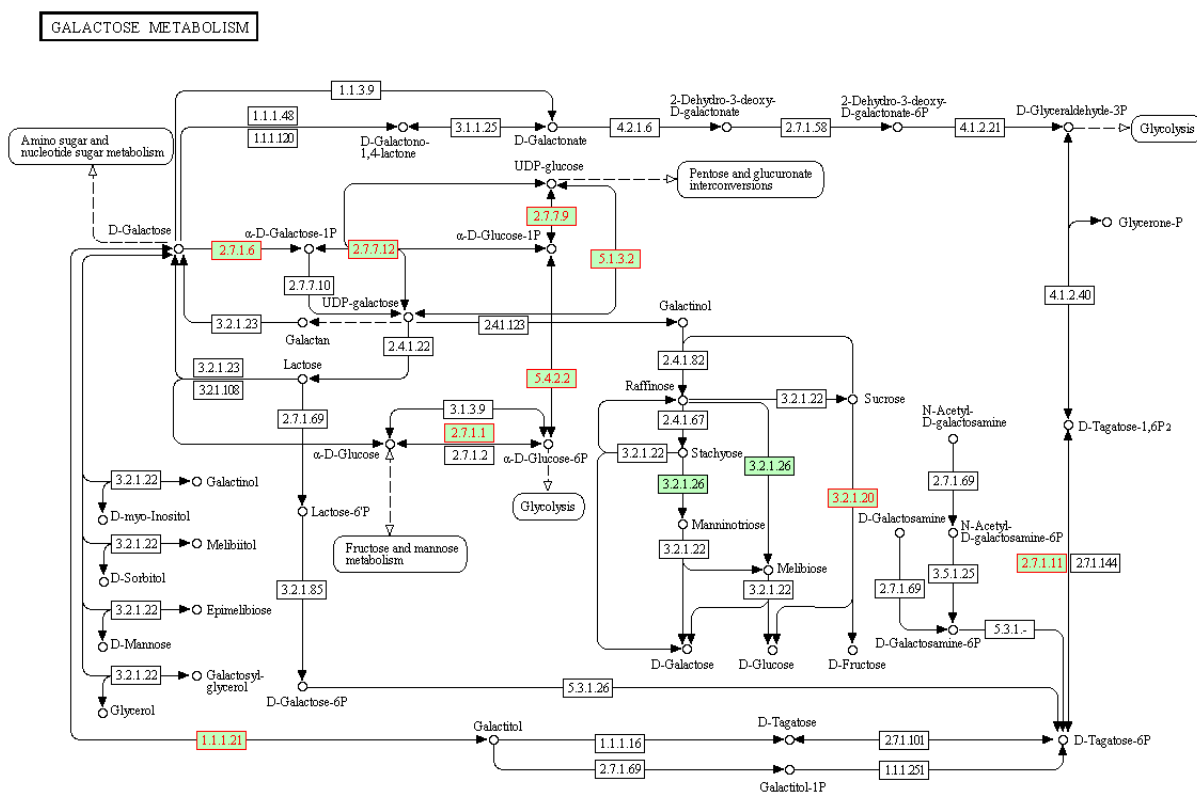 GALACTOSE METABOLISM
1.1.3.9
2-Dehydro-3-deoxy-
D-galactonate
2-Dehydro-3-deoxy-
D-galactonate-6P
D-Glyceraldehyde-3P
1.1.1.48
1.1.1.120
3.1.1.25
4.2.1.6
2.7.1.58
4.1.2.21
Glycolysis
Amino sugar and
nucleotide sugar metabolism
D-Galactono-
1,4-lactone
D-Galactonate
UDP-glucose
Pentose and glucuronate
interconversions
D-Galactose
α-D-Galactose-1P
α-D-Glucose-1P
2.7.7.9
Glycerone-P
2.7.1.6
2.7.7.12
5.1.3.2
2.7.7.10
4.1.2.40
UDP-galactose
Galactinol
3.2.1.23
Galactan
2.4.1.123
2.4.1.22
2.4.1.82
3.2.1.23
3.2.1.108
Lactose
5.4.2.2
Raffinose
3.2.1.22
Sucrose
2.7.1.69
3.1.3.9
2.4.1.67
N-Acetyl-
D-galactosamine
D-Tagatose-1,6P2
2.7.1.1
2.7.1.2
α-D-Glucose
α-D-Glucose-6P
3.2.1.22
Stachyose
3.2.1.26
3.2.1.26
3.2.1.20
2.7.1.69
3.2.1.22
Galactinol
D-myo-Inositol
Lactose-6'P
Glycolysis
Manninotriose
D-Galactosamine
N-Acetyl-
D-galactosamine-6P
3.2.1.22
Melibiitol
D-Sorbitol
Fructose and mannose
metabolism
3.2.1.22
Melibiose
2.7.1.11
2.7.1.144
3.5.1.25
3.2.1.85
3.2.1.22
2.7.1.69
3.2.1.22
Epimelibiose
D-Mannose
5.3.1.-
D-Galactosamine-6P
D-Galactose
D-Glucose
D-Fructose
3.2.1.22
Galactosyl-
glycerol
Glycerol
D-Galactose-6P
5.3.1.26
1.1.1.21
Galactitol
D-Tagatose
1.1.1.16
2.7.1.101
D-Tagatose-6P
2.7.1.69
1.1.1.251
Galactitol-1P